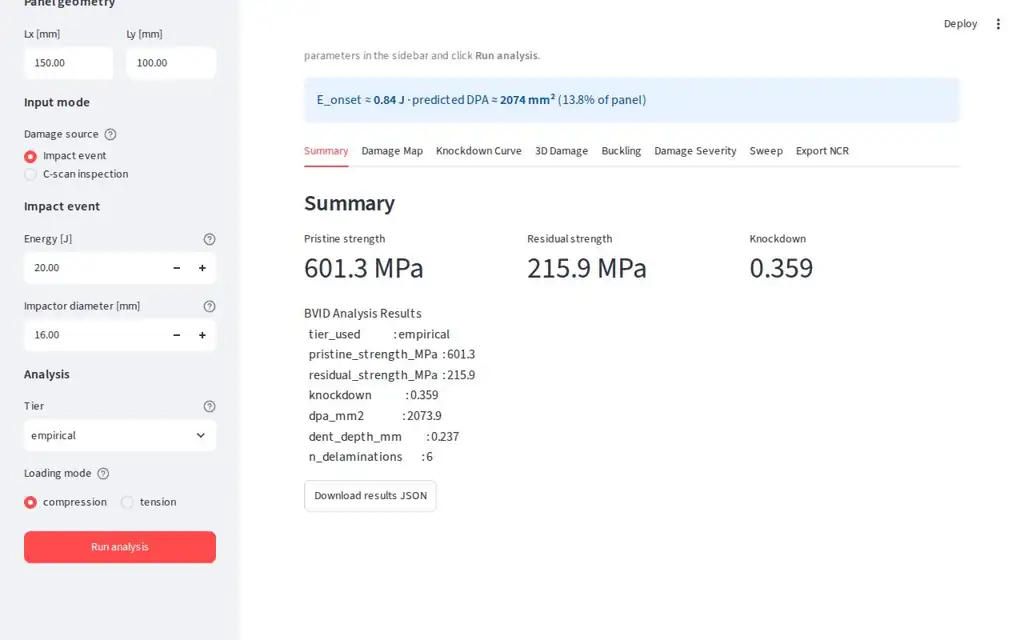 Panel geometry
Lx [mm] Ly [mm]
150.00 100.00
Input mode
Damage source
Impact event
C-scan inspection
Impact event
Energy [J]
20.00 − +
Impactor diameter [mm]
16.00 − +
Analysis
Tier
empirical
Loading mode
compression tension
Run analysis
Deploy
parameters in the sidebar and click Run analysis.
E_onset ≈ 0.84 J · predicted DPA ≈ 2074 mm² (13.8% of panel)
Summary Damage Map Knockdown Curve 3D Damage Buckling Damage Severity Sweep Export NCR
Summary
Pristine strength Residual strength Knockdown
601.3 MPa 215.9 MPa 0.359
BVID Analysis Results
tier_used : empirical
pristine_strength_MPa : 601.3
residual_strength_MPa : 215.9
knockdown : 0.359
dpa_mm2 : 2073.9
dent_depth_mm : 0.237
n_delaminations : 6
Download results JSON